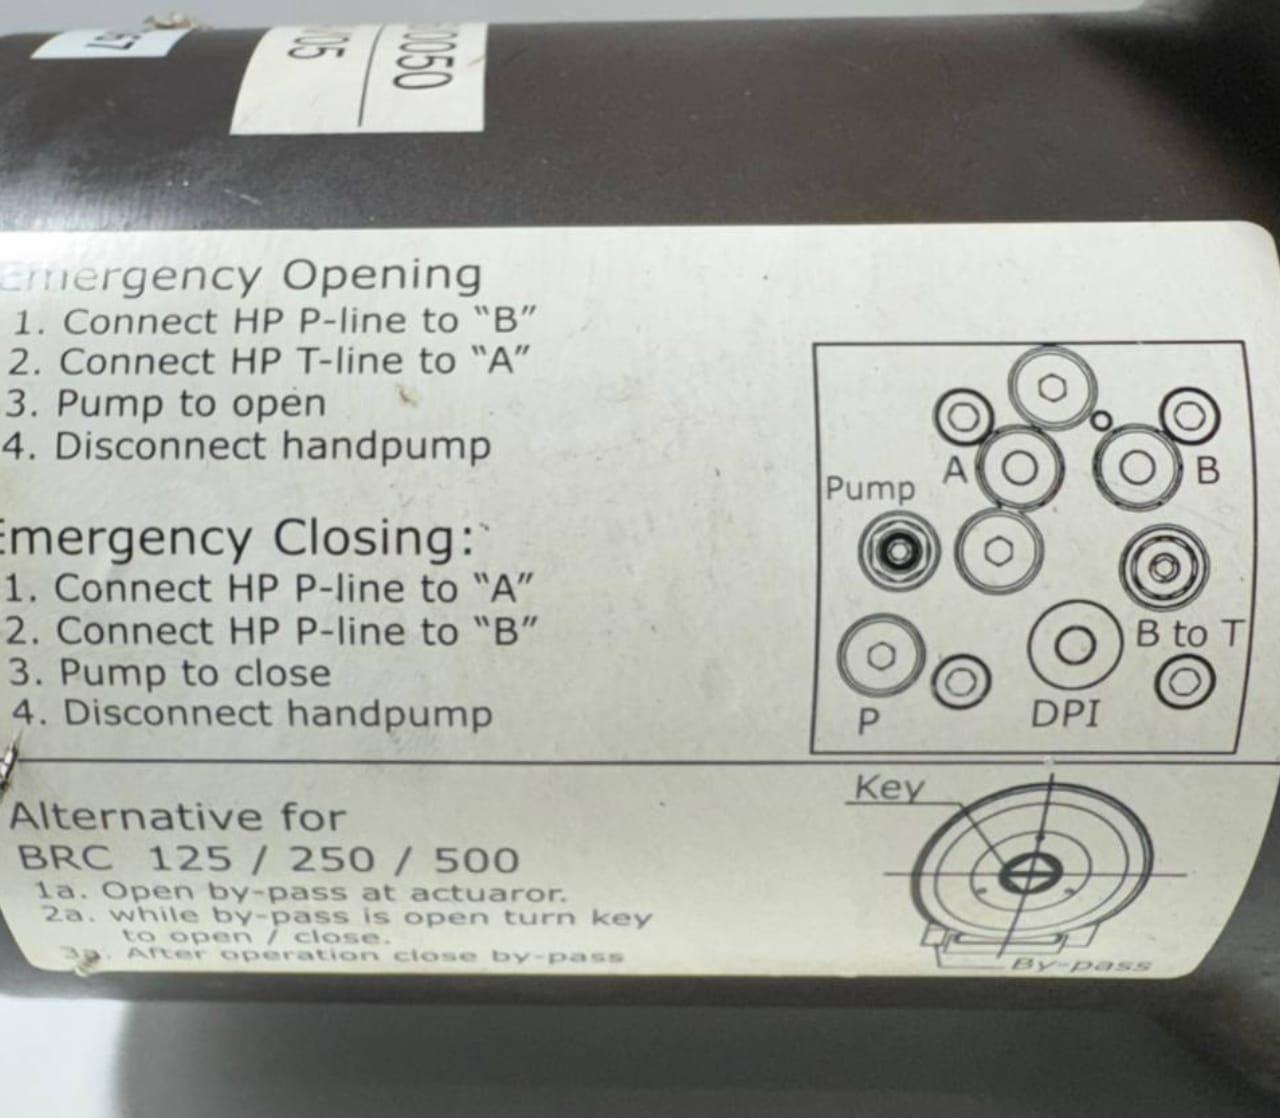 67
0050
/05
Emergency Opening
1. Connect HP P-line to “B”
2. Connect HP T-line to “A”
3. Pump to open
4. Disconnect handpump
Emergency Closing:
1. Connect HP P-line to “A”
2. Connect HP P-line to “B”
3. Pump to close
4. Disconnect handpump
A
B
Pump
B to T
P
DPI
Alternative for
BRC 125 / 250 / 500
1a. Open by-pass at actuaror.
2a. while by-pass is open turn key
to open / close.
3a. After operation close by-pass
Key
By-pass